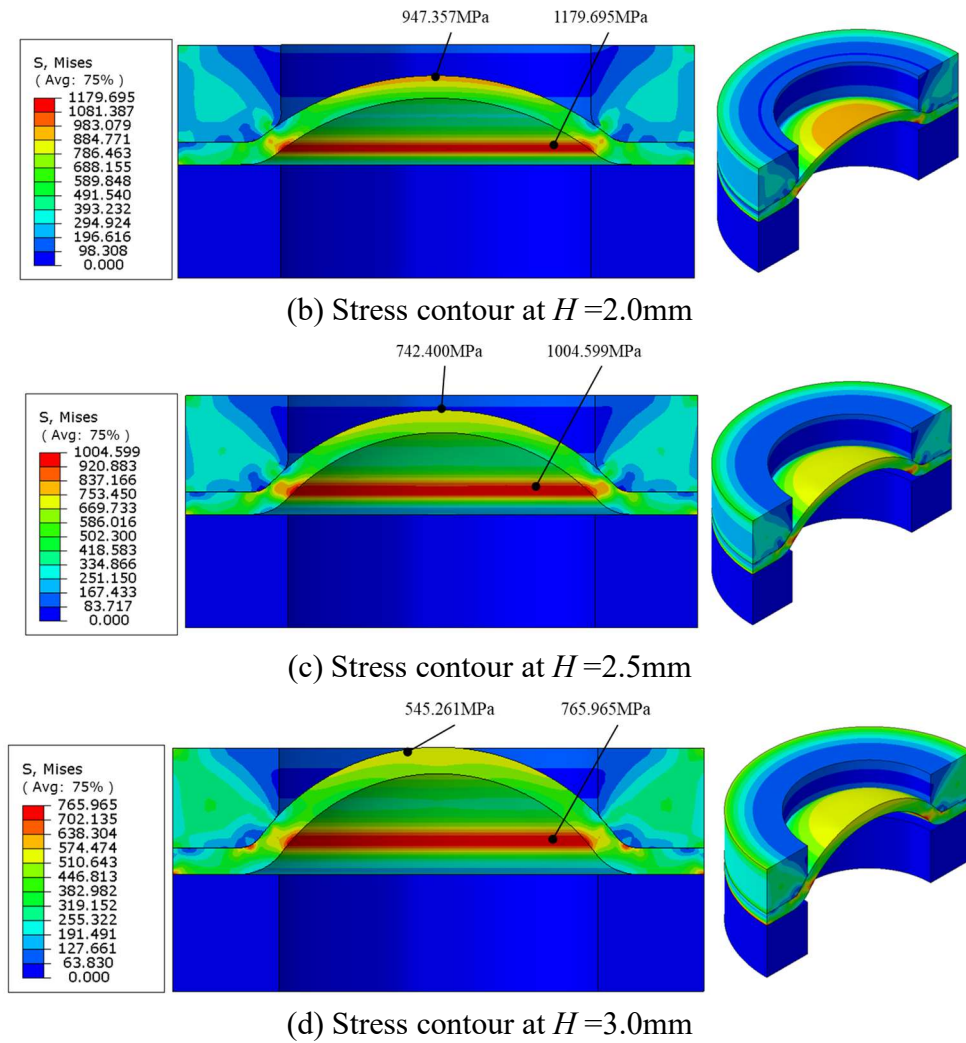 947.357MPa
1179.695MPa
S, Mises
(Avg: 75%)
1179.695
1081.387
983.079
884.771
786.463
688.155
589.848
491.540
393.232
294.924
196.616
98.308
0.000
(b) Stress contour at H =2.0mm
742.400MPa
1004.599MPa
S, Mises
(Avg: 75%)
1004.599
920.883
837.166
753.450
669.733
586.016
502.300
418.583
334.866
251.150
167.433
83.717
0.000
(c) Stress contour at H =2.5mm
545.261MPa
765.965MPa
S, Mises
(Avg: 75%)
765.965
702.135
638.304
574.474
510.643
446.813
382.982
319.152
255.322
191.491
127.661
63.830
0.000
(d) Stress contour at H =3.0mm